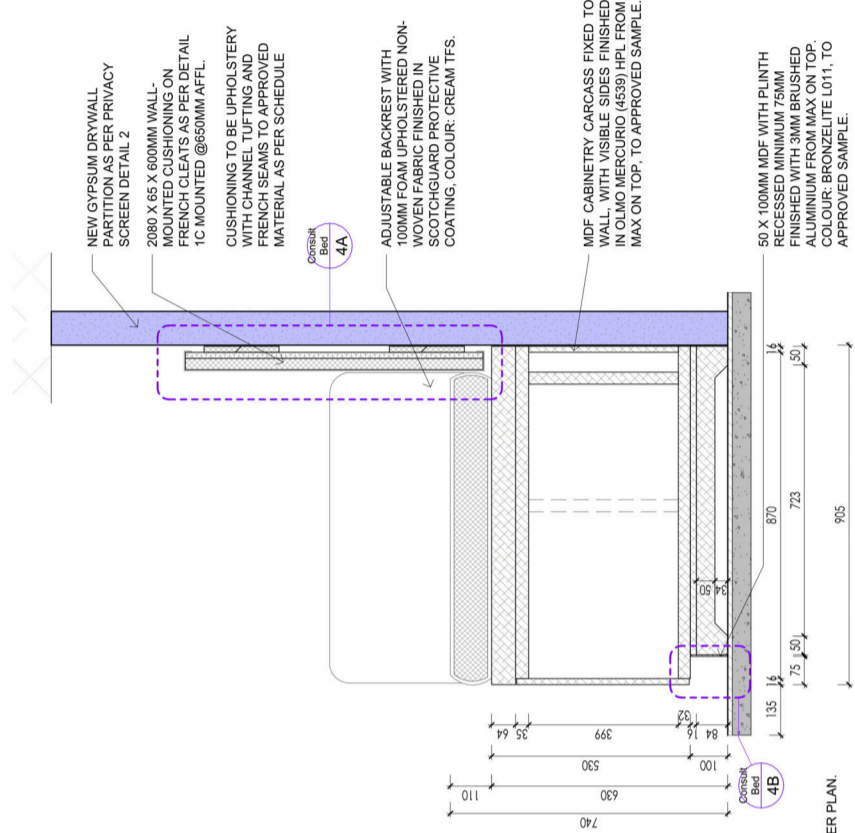 NEW GYPSUM DRYWALL
PARTITION AS PER PRIVACY
SCREEN DETAIL 2
2080 X 65 X 600MM WALL-
MOUNTED CUSHIONING ON
FRENCH CLEATS AS PER DETAIL
1C MOUNTED @650MM AFFL.
CUSHIONING TO BE UPHOLSTERY
WITH CHANNEL TUFTING AND
FRENCH SEAMS TO APPROVED
MATERIAL AS PER SCHEDULE
Consult
Bed
4A
ADJUSTABLE BACKREST WITH
100MM FOAM UPHOLSTERED NON-
WOVEN FABRIC FINISHED IN
SCOTCHGUARD PROTECTIVE
COATING, COLOUR: CREAM TFS.
MDF CABINETRY CARCASS FIXED TO
WALL, WITH VISIBLE SIDES FINISHED
IN OLMO MERCURIO (4539) HPL FROM
MAX ON TOP, TO APPROVED SAMPLE.
50 X 100MM MDF WITH PLINTH
RECESSED MINIMUM 75MM
FINISHED WITH 3MM BRUSHED
ALUMINIUM FROM MAX ON TOP.
COLOUR: BRONZELITE L011, TO
APPROVED SAMPLE.
740
110
630
530
100
64
35
399
32
16
84
50
34
135
16
870
16
75
50
723
50
905
Consult
Bed
4B
ER PLAN.